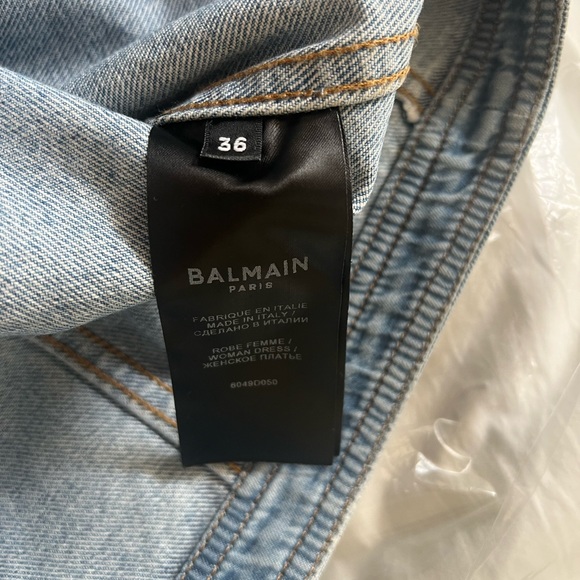 36
BALMAIN
PARIS
FABRIQUE EN ITALIE
MADE IN ITALY /
СДЕЛАНО В ИТАЛИИ
ROBE FEMME /
WOMAN DRESS /
ЖЕНСКОЕ ПЛАТЬЕ
6049D050